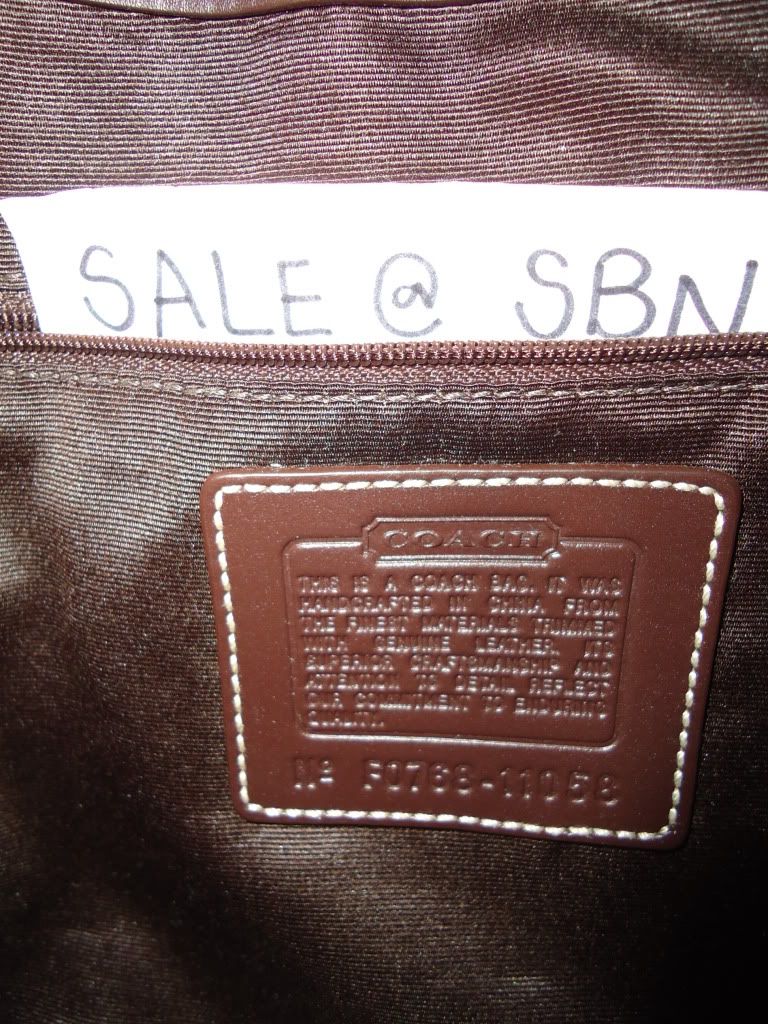 SALE @ SBN
COACH
THIS IS A COACH BAG. IT WAS
HANDCRAFTED IN CHINA FROM
THE FINEST MATERIALS TRIMMED
WITH GENUINE LEATHER. ITS
SUPERIOR CRAFTSMANSHIP AND
ATTENTION TO DETAIL REFLECT
OUR COMMITMENT TO ENDURING
QUALITY.
Nº F0768-11058